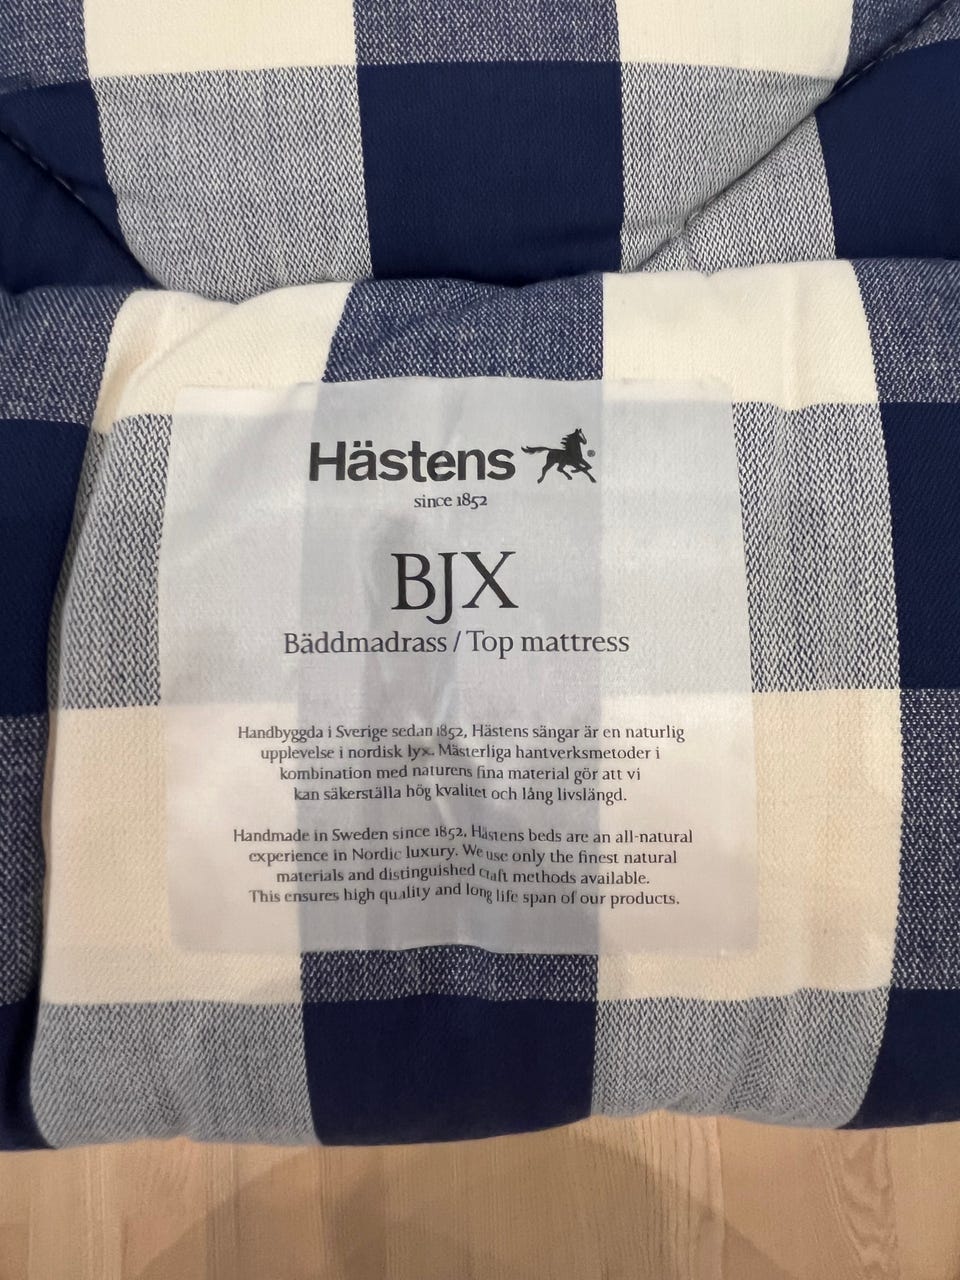 Hästens®
since 1852
BJX
Bäddmadrass / Top mattress
Handbyggda i Sverige sedan 1852, Hästens sängar är en naturlig
upplevelse i nordisk lyx. Mästerliga hantverksmetoder i
kombination med naturens fina material gör att vi
kan säkerställa hög kvalitet och lång livslängd.
Handmade in Sweden since 1852, Hästens beds are an all-natural
experience in Nordic luxury. We use only the finest natural
materials and distinguished craft methods available.
This ensures high quality and long life span of our products.